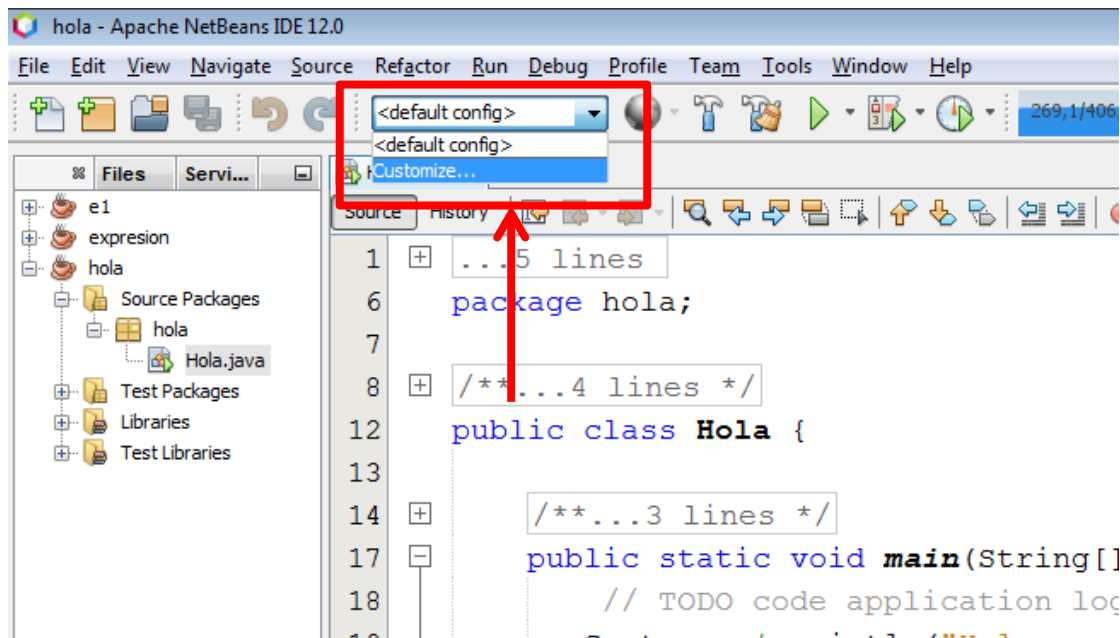 hola - Apache NetBeans IDE 12.0
File Edit View Navigate Source Refactor Run Debug Profile Team Tools Window Help
<default config>
269,1/406,
<default config>
Customize...
Files Servi...
Source History
e1
expresion
hola
Source Packages
hola
Hola.java
Test Packages
Libraries
Test Libraries
1 ...5 lines
6 package hola;
7
8 /**...4 lines */
12 public class Hola {
13
14 /**...3 lines */
17 public static void main(String[]
18 // TODO code application log